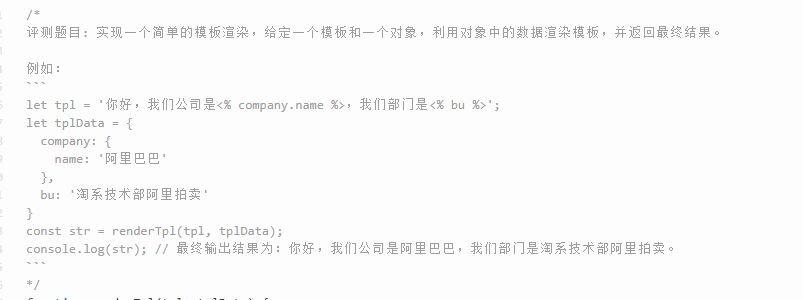 /*
评测题目: 实现一个简单的模板渲染，给定一个模板和一个对象，利用对象中的数据渲染模板，并返回最终结果。
例如:
```
let tpl = '你好，我们公司是<% company.name %>，我们部门是<% bu %>';
let tplData = {
company: {
name: '阿里巴巴'
},
bu: '淘系技术部阿里拍卖'
}
const str = renderTpl(tpl, tplData);
console.log(str); // 最终输出结果为: 你好，我们公司是阿里巴巴，我们部门是淘系技术部阿里拍卖。
```
*/